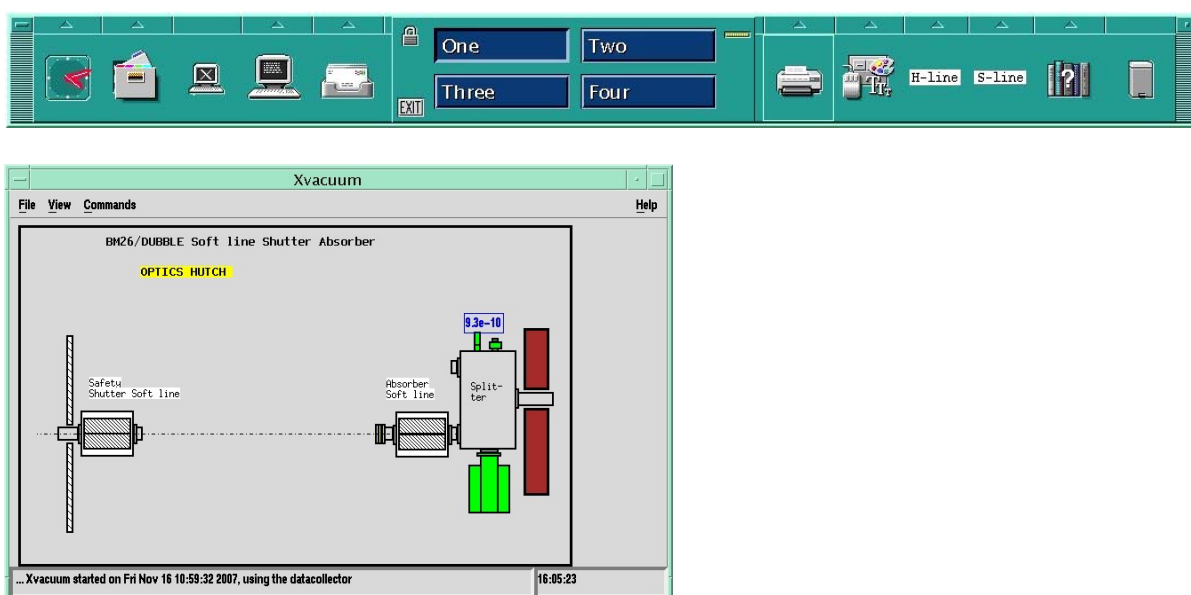 One
Two
Three
Four
EXIT
H-line
S-line
?
Xvacuum
File View Commands Help
BM26/DUBBLE Soft line Shutter Absorber
OPTICS HUTCH
9.3e-10
Safety
Shutter Soft line
Absorber
Soft line
Split-
ter
... Xvacuum started on Fri Nov 16 10:59:32 2007, using the datacollector
16:05:23